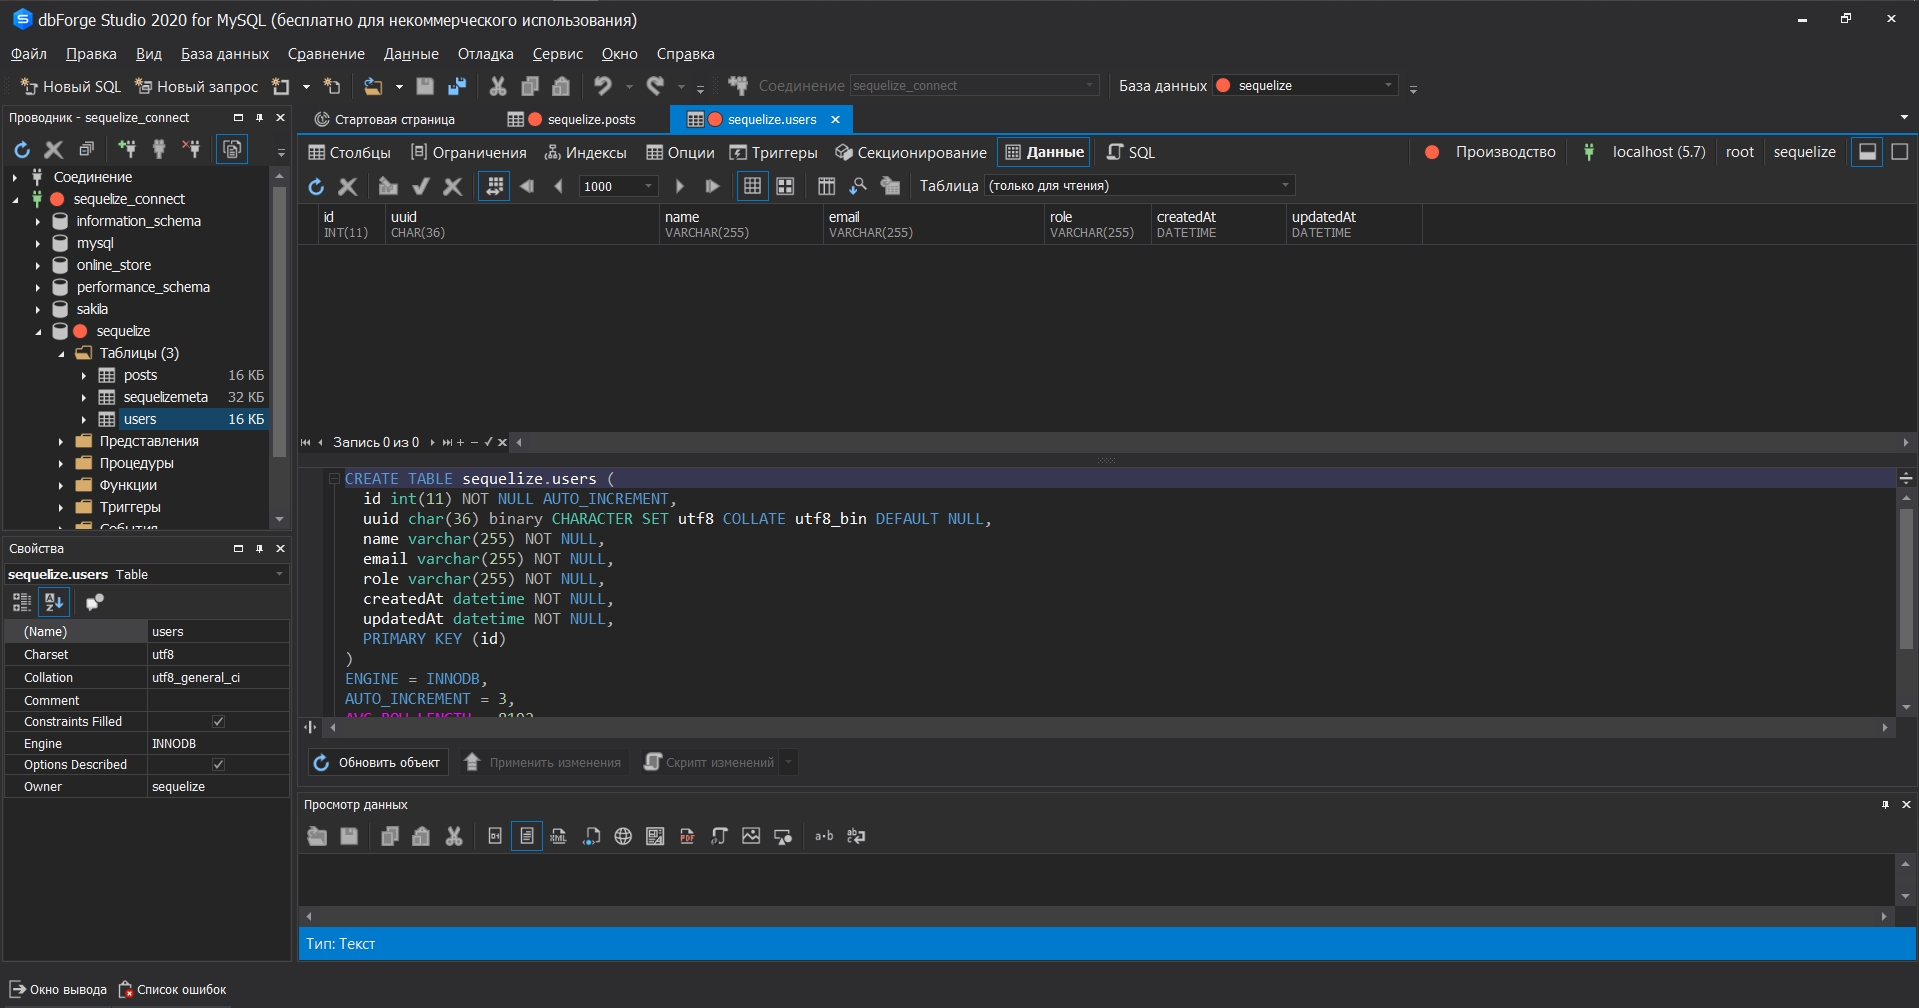 dbForge Studio 2020 for MySQL (бесплатно для некоммерческого использования)
Файл Правка Вид База данных Сравнение Данные Отладка Сервис Окно Справка
Новый SQL Новый запрос Соединение sequelize_connect База данных sequelize
Проводник - sequelize_connect
Соединение
sequelize_connect
information_schema
mysql
online_store
performance_schema
sakila
sequelize
Таблицы (3)
posts 16 КБ
sequelizemeta 32 КБ
users 16 КБ
Представления
Процедуры
Функции
Триггеры
События
Свойства
sequelize.users Table
(Name) users
Charset utf8
Collation utf8_general_ci
Comment
Constraints Filled
Engine INNODB
Options Described
Owner sequelize
Стартовая страница sequelize.posts sequelize.users
Столбцы Ограничения Индексы Опции Триггеры Секционирование Данные SQL Производство localhost (5.7) root sequelize
1000 Таблица (только для чтения)
id uuid name email role createdAt updatedAt
INT(11) CHAR(36) VARCHAR(255) VARCHAR(255) VARCHAR(255) DATETIME DATETIME
Запись 0 из 0
CREATE TABLE sequelize.users (
id int(11) NOT NULL AUTO_INCREMENT,
uuid char(36) binary CHARACTER SET utf8 COLLATE utf8_bin DEFAULT NULL,
name varchar(255) NOT NULL,
email varchar(255) NOT NULL,
role varchar(255) NOT NULL,
createdAt datetime NOT NULL,
updatedAt datetime NOT NULL,
PRIMARY KEY (id)
)
ENGINE = INNODB,
AUTO_INCREMENT = 3,
AVG_ROW_LENGTH = 8192
Обновить объект Применить изменения Скрипт изменений
Просмотр данных
Тип: Текст
Окно вывода Список ошибок